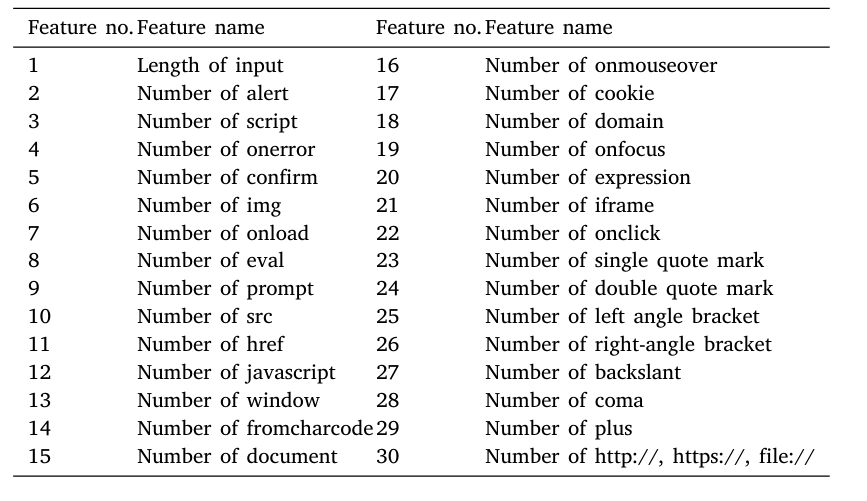 Feature no. Feature name Feature no. Feature name
1 Length of input 16 Number of onmouseover
2 Number of alert 17 Number of cookie
3 Number of script 18 Number of domain
4 Number of onerror 19 Number of onfocus
5 Number of confirm 20 Number of expression
6 Number of img 21 Number of iframe
7 Number of onload 22 Number of onclick
8 Number of eval 23 Number of single quote mark
9 Number of prompt 24 Number of double quote mark
10 Number of src 25 Number of left angle bracket
11 Number of href 26 Number of right-angle bracket
12 Number of javascript 27 Number of backslant
13 Number of window 28 Number of coma
14 Number of fromcharcode 29 Number of plus
15 Number of document 30 Number of http://, https://, file://